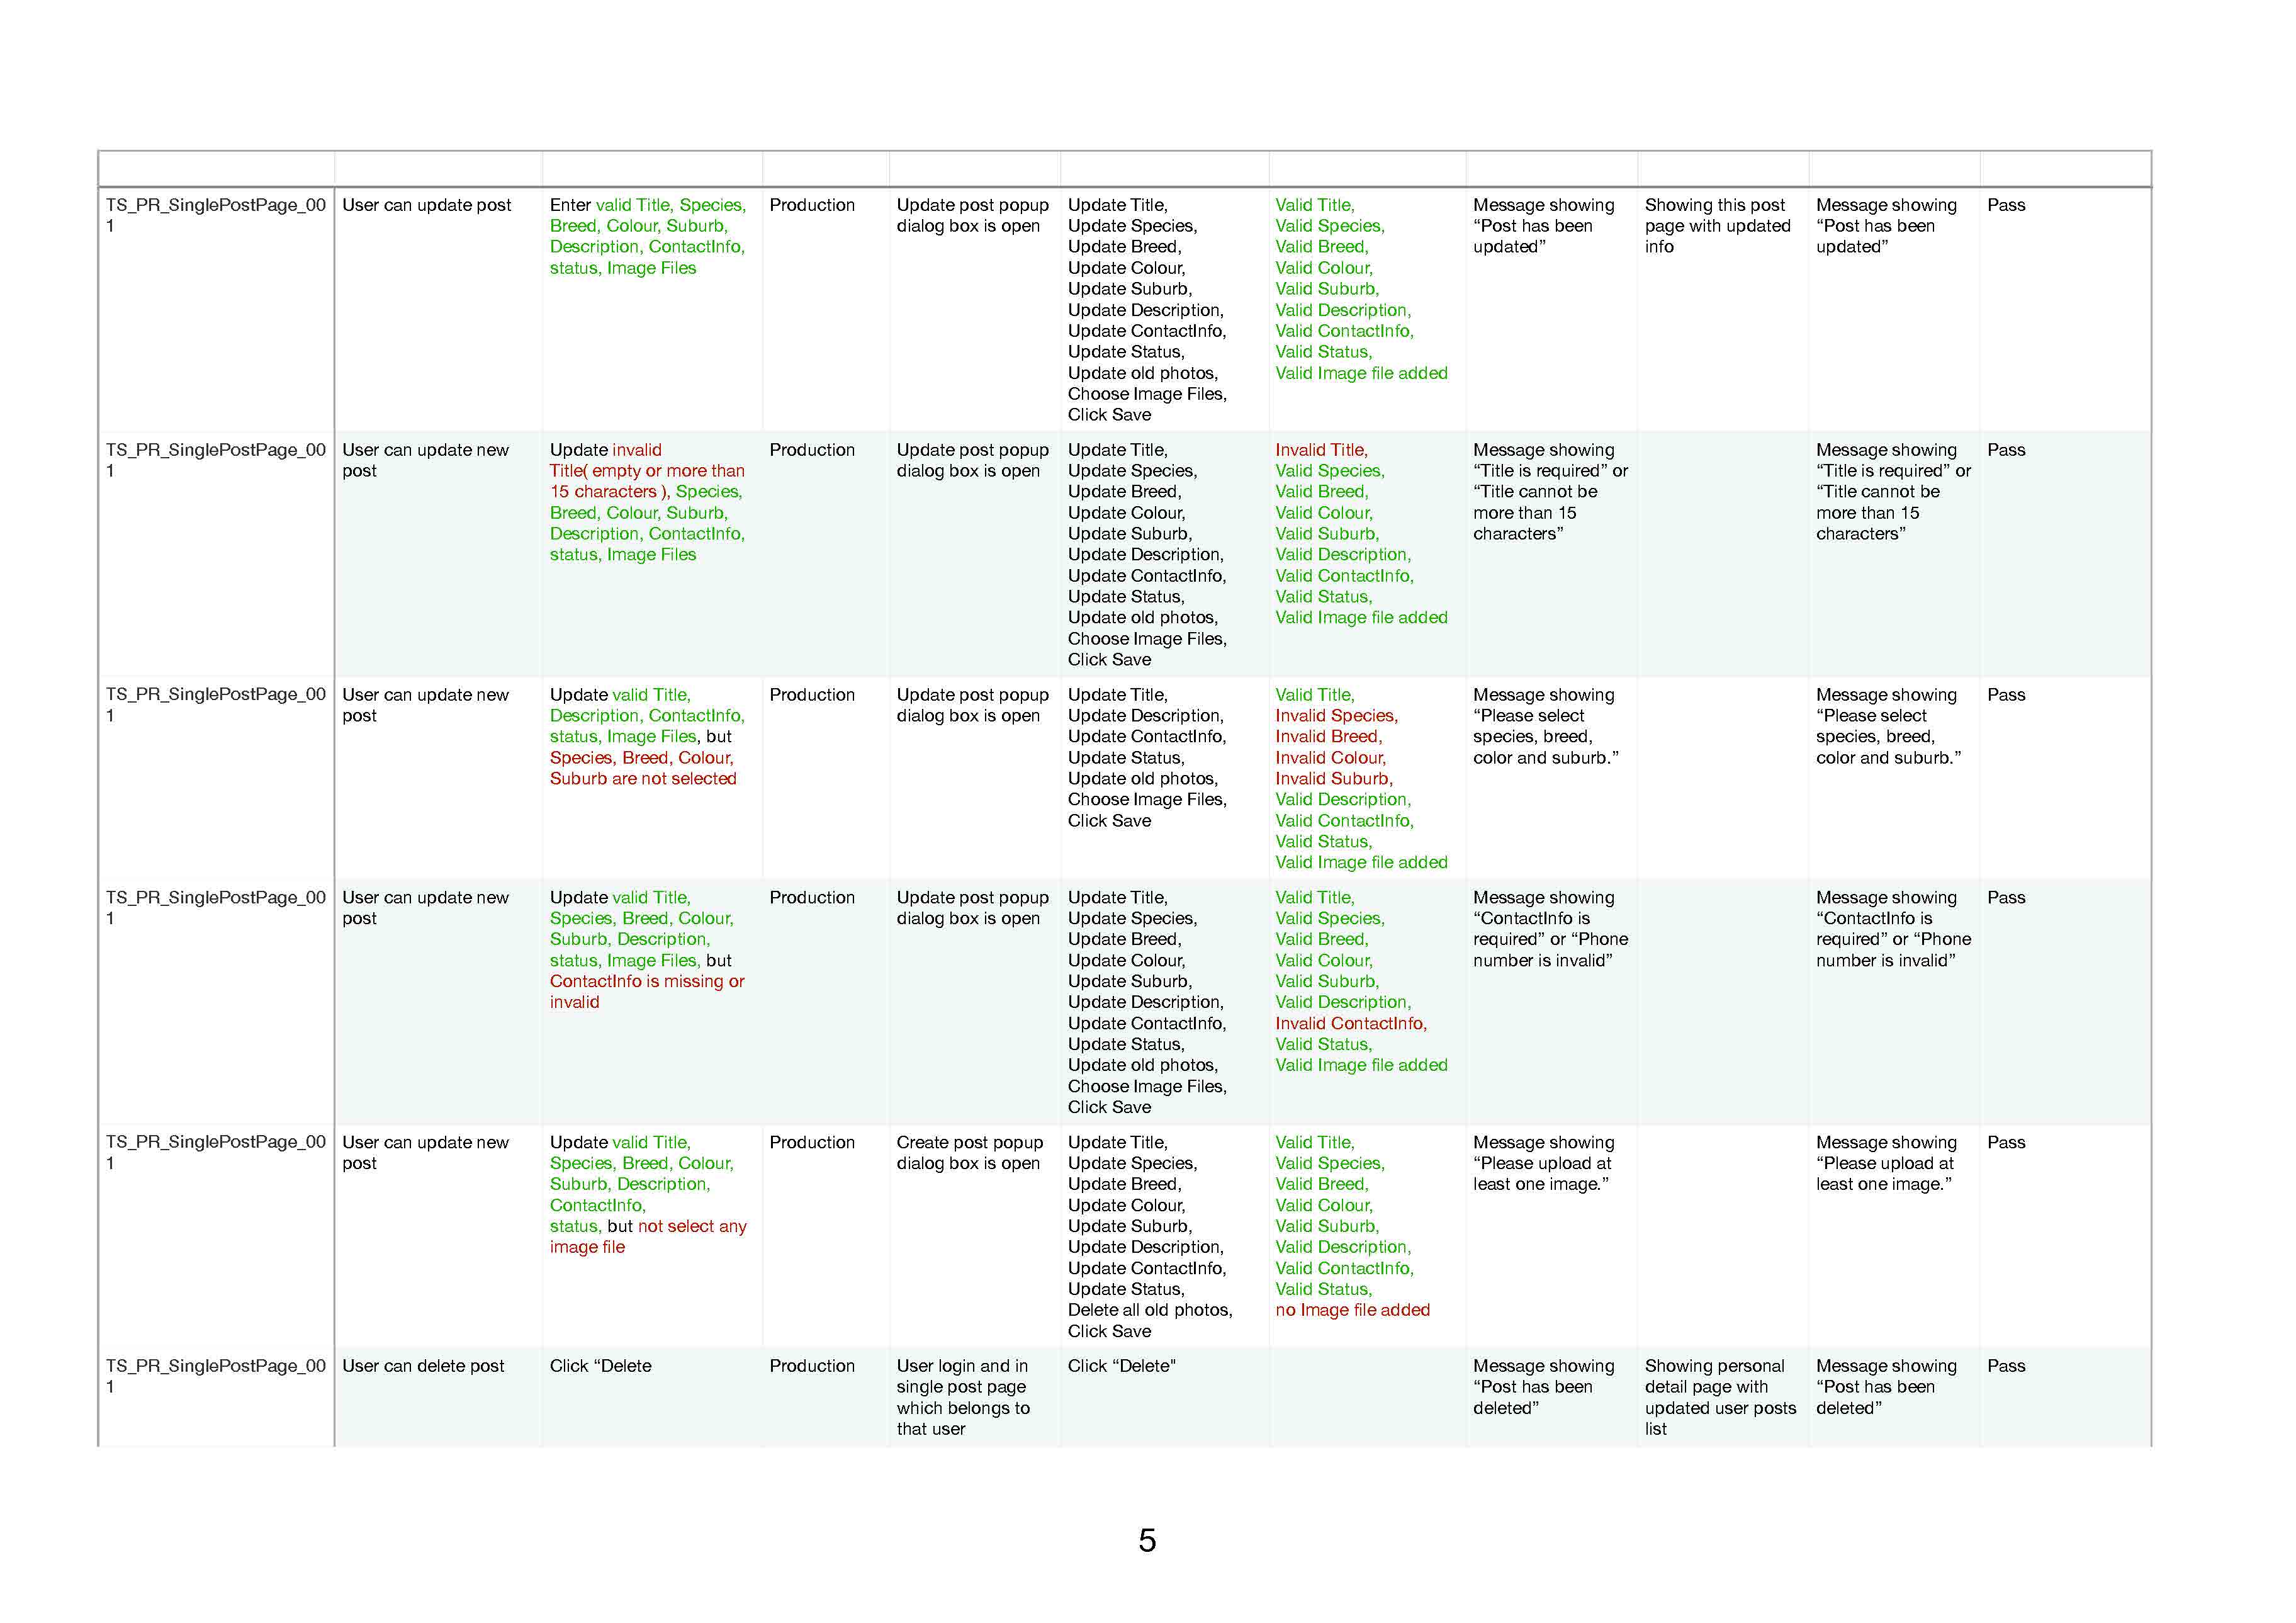 TS_PR_SinglePostPage_00
1
User can update post
Enter valid Title, Species,
Breed, Colour, Suburb,
Description, ContactInfo,
status, Image Files
Production
Update post popup
dialog box is open
Update Title,
Update Species,
Update Breed,
Update Colour,
Update Suburb,
Update Description,
Update ContactInfo,
Update Status,
Update old photos,
Choose Image Files,
Click Save
Valid Title,
Valid Species,
Valid Breed,
Valid Colour,
Valid Suburb,
Valid Description,
Valid ContactInfo,
Valid Status,
Valid Image file added
Message showing
“Post has been
updated”
Showing this post
page with updated
info
Message showing
“Post has been
updated”
Pass
TS_PR_SinglePostPage_00
1
User can update new
post
Update invalid
Title( empty or more than
15 characters ), Species,
Breed, Colour, Suburb,
Description, ContactInfo,
status, Image Files
Production
Update post popup
dialog box is open
Update Title,
Update Species,
Update Breed,
Update Colour,
Update Suburb,
Update Description,
Update ContactInfo,
Update Status,
Update old photos,
Choose Image Files,
Click Save
Invalid Title,
Valid Species,
Valid Breed,
Valid Colour,
Valid Suburb,
Valid Description,
Valid ContactInfo,
Valid Status,
Valid Image file added
Message showing
“Title is required” or
“Title cannot be
more than 15
characters”
Message showing
“Title is required” or
“Title cannot be
more than 15
characters”
Pass
TS_PR_SinglePostPage_00
1
User can update new
post
Update valid Title,
Description, ContactInfo,
status, Image Files, but
Species, Breed, Colour,
Suburb are not selected
Production
Update post popup
dialog box is open
Update Title,
Update Description,
Update ContactInfo,
Update Status,
Update old photos,
Choose Image Files,
Click Save
Valid Title,
Invalid Species,
Invalid Breed,
Invalid Colour,
Invalid Suburb,
Valid Description,
Valid ContactInfo,
Valid Status,
Valid Image file added
Message showing
“Please select
species, breed,
color and suburb.”
Message showing
“Please select
species, breed,
color and suburb.”
Pass
TS_PR_SinglePostPage_00
1
User can update new
post
Update valid Title,
Species, Breed, Colour,
Suburb, Description,
status, Image Files, but
ContactInfo is missing or
invalid
Production
Update post popup
dialog box is open
Update Title,
Update Species,
Update Breed,
Update Colour,
Update Suburb,
Update Description,
Update ContactInfo,
Update Status,
Update old photos,
Choose Image Files,
Click Save
Valid Title,
Valid Species,
Valid Breed,
Valid Colour,
Valid Suburb,
Valid Description,
Invalid ContactInfo,
Valid Status,
Valid Image file added
Message showing
“ContactInfo is
required” or “Phone
number is invalid”
Message showing
“ContactInfo is
required” or “Phone
number is invalid”
Pass
TS_PR_SinglePostPage_00
1
User can update new
post
Update valid Title,
Species, Breed, Colour,
Suburb, Description,
ContactInfo,
status, but not select any
image file
Production
Create post popup
dialog box is open
Update Title,
Update Species,
Update Breed,
Update Colour,
Update Suburb,
Update Description,
Update ContactInfo,
Update Status,
Delete all old photos,
Click Save
Valid Title,
Valid Species,
Valid Breed,
Valid Colour,
Valid Suburb,
Valid Description,
Valid ContactInfo,
Valid Status,
no Image file added
Message showing
“Please upload at
least one image.”
Message showing
“Please upload at
least one image.”
Pass
TS_PR_SinglePostPage_00
1
User can delete post
Click “Delete
Production
User login and in
single post page
which belongs to
that user
Click “Delete"
Message showing
“Post has been
deleted”
Showing personal
detail page with
updated user posts
list
Message showing
“Post has been
deleted”
Pass
5